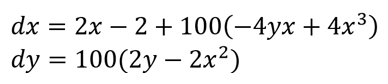 dx = 2x − 2 + 100(−4yx + 4x³)
dy = 100(2y − 2x²)